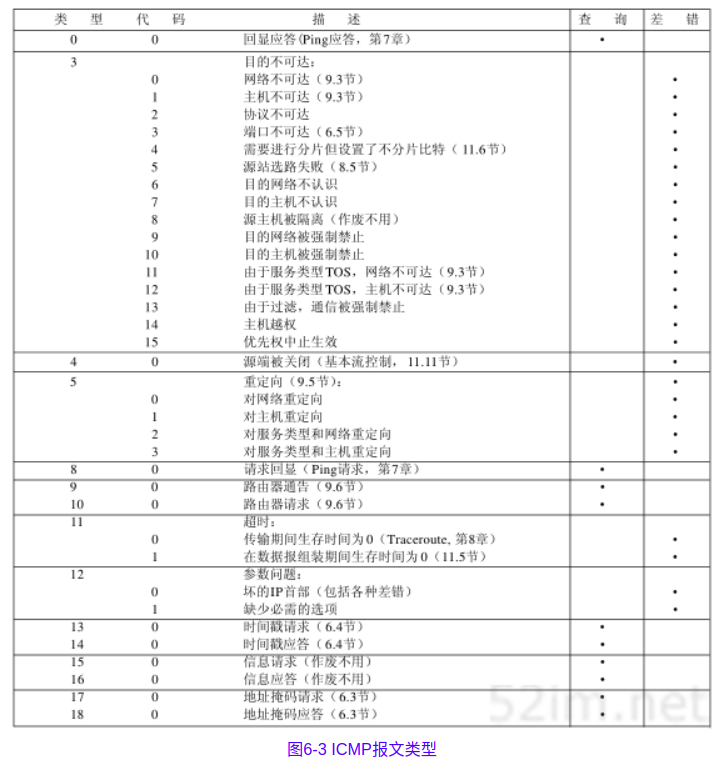 类 型 代 码 描 述 查 询 差 错
0 0 回显应答(Ping应答，第7章) •
3 目的不可达：
0 网络不可达（9.3节） •
1 主机不可达（9.3节） •
2 协议不可达 •
3 端口不可达（6.5节） •
4 需要进行分片但设置了不分片比特（11.6节） •
5 源站选路失败（8.5节） •
6 目的网络不认识 •
7 目的主机不认识 •
8 源主机被隔离（作废不用） •
9 目的网络被强制禁止 •
10 目的主机被强制禁止 •
11 由于服务类型TOS，网络不可达（9.3节） •
12 由于服务类型TOS，主机不可达（9.3节） •
13 由于过滤，通信被强制禁止 •
14 主机越权 •
15 优先权中止生效 •
4 0 源端被关闭（基本流控制，11.11节） •
5 重定向（9.5节）： •
0 对网络重定向 •
1 对主机重定向 •
2 对服务类型和网络重定向 •
3 对服务类型和主机重定向 •
8 0 请求回显（Ping请求，第7章） •
9 0 路由器通告（9.6节） •
10 0 路由器请求（9.6节） •
11 超时：
0 传输期间生存时间为0（Traceroute, 第8章） •
1 在数据报组装期间生存时间为0（11.5节） •
12 参数问题：
0 坏的IP首部（包括各种差错） •
1 缺少必需的选项 •
13 0 时间戳请求（6.4节） •
14 0 时间戳应答（6.4节） •
15 0 信息请求（作废不用） •
16 0 信息应答（作废不用） •
17 0 地址掩码请求（6.3节） •
18 0 地址掩码应答（6.3节） •
52im.net
图6-3 ICMP报文类型